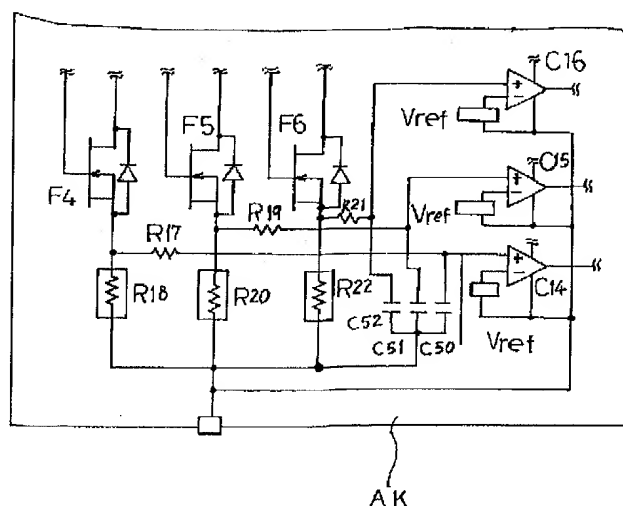 C16
F5
F6
Vref
F4
R21
C15
R19
Vref
R17
R18
R20
R22
C14
C52
C51
C50
Vref
AK